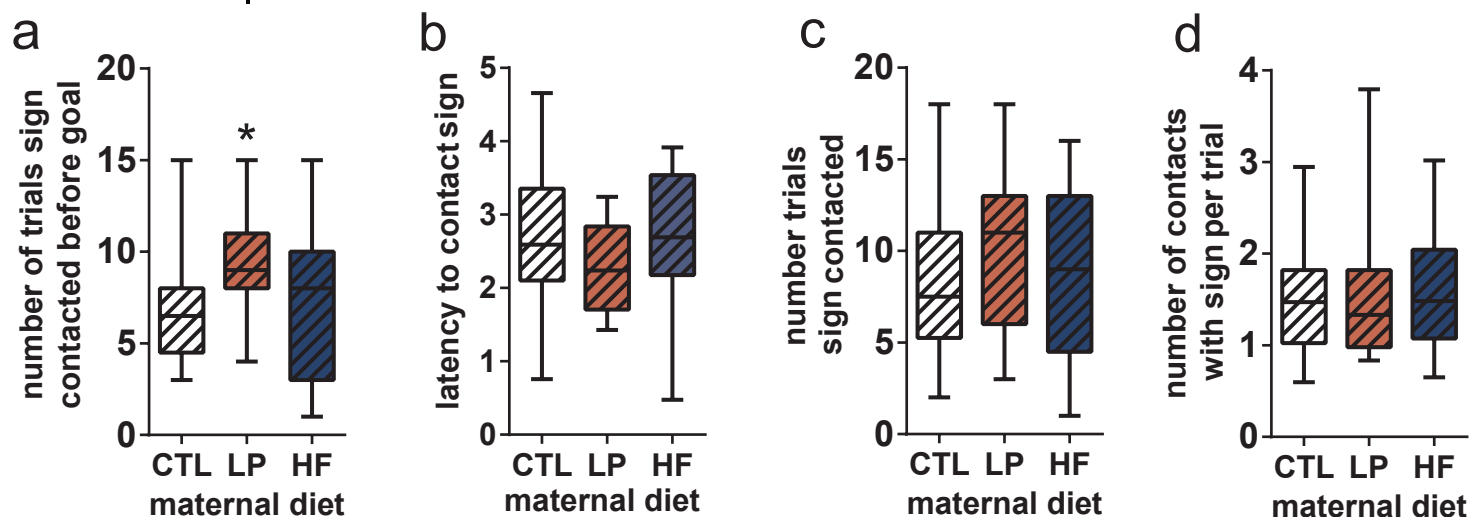 a
number of trials sign
contacted before goal
20
15
10
5
0
*
CTL LP HF
maternal diet
b
latency to contact sign
5
4
3
2
1
0
CTL LP HF
maternal diet
c
number trials
sign contacted
20
15
10
5
0
CTL LP HF
maternal diet
d
number of contacts
with sign per trial
4
3
2
1
0
CTL LP HF
maternal diet